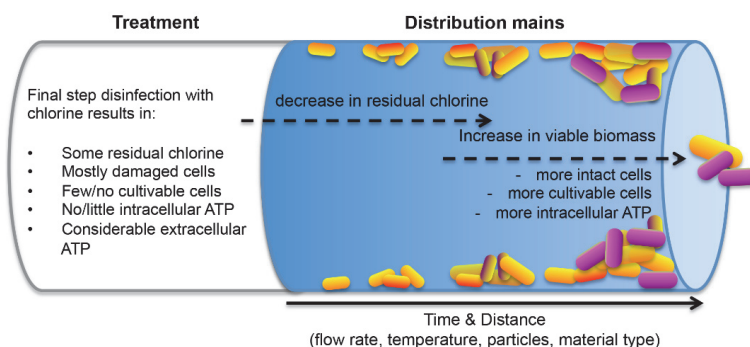 Treatment
Distribution mains
Final step disinfection with
chlorine results in:
• Some residual chlorine
• Mostly damaged cells
• Few/no cultivable cells
• No/little intracellular ATP
• Considerable extracellular
ATP
decrease in residual chlorine
Increase in viable biomass
- more intact cells
- more cultivable cells
- more intracellular ATP
Time & Distance
(flow rate, temperature, particles, material type)